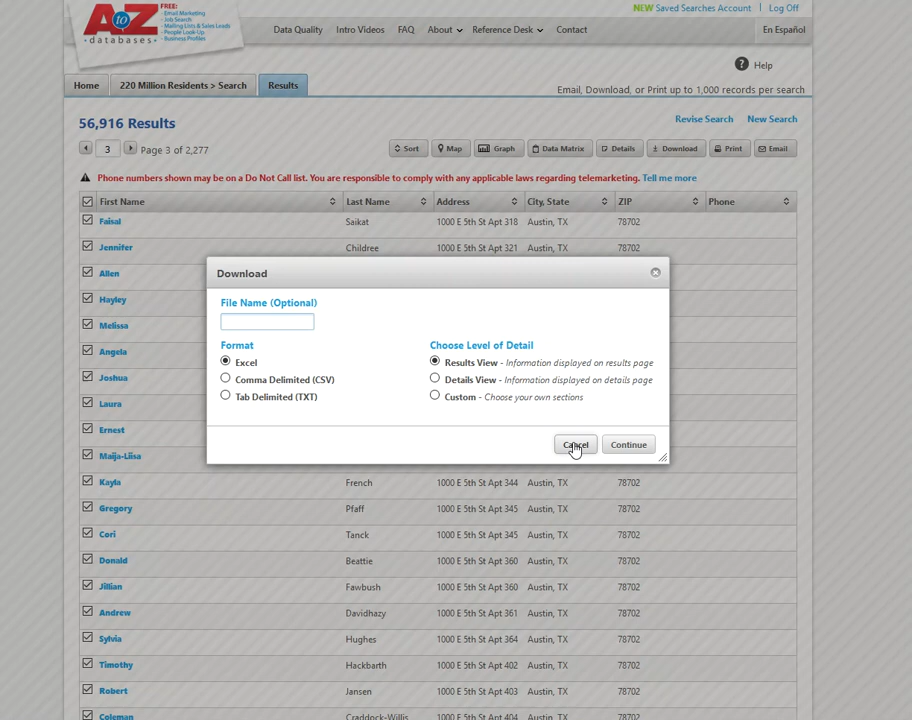 A to Z
databases
FREE:
- Email Marketing
- Job Search
- Mailing Lists & Sales Leads
- People Look-Up
- Business Profiles
NEW Saved Searches Account | Log Off
Data Quality Intro Videos FAQ About Reference Desk Contact En Español
? Help
Home 220 Million Residents > Search Results
Email, Download, or Print up to 1,000 records per search
56,916 Results
Revise Search New Search
3 Page 3 of 2,277
Sort Map Graph Data Matrix Details Download Print Email
Phone numbers shown may be on a Do Not Call list. You are responsible to comply with any applicable laws regarding telemarketing. Tell me more
First Name Last Name Address City, State ZIP Phone
Faisal Saikat 1000 E 5th St Apt 318 Austin, TX 78702
Jennifer Childree 1000 E 5th St Apt 321 Austin, TX 78702
Allen
Hayley
Melissa
Angela
Joshua
Laura
Ernest
Maija-Liisa
Download
File Name (Optional)
Format
Excel
Comma Delimited (CSV)
Tab Delimited (TXT)
Choose Level of Detail
Results View - Information displayed on results page
Details View - Information displayed on details page
Custom - Choose your own sections
Cancel Continue
Kayla French 1000 E 5th St Apt 344 Austin, TX 78702
Gregory Pfaff 1000 E 5th St Apt 345 Austin, TX 78702
Cori Tanck 1000 E 5th St Apt 345 Austin, TX 78702
Donald Beattie 1000 E 5th St Apt 360 Austin, TX 78702
Jillian Fawbush 1000 E 5th St Apt 360 Austin, TX 78702
Andrew Davidhazy 1000 E 5th St Apt 361 Austin, TX 78702
Sylvia Hughes 1000 E 5th St Apt 364 Austin, TX 78702
Timothy Hackbarth 1000 E 5th St Apt 402 Austin, TX 78702
Robert Jansen 1000 E 5th St Apt 403 Austin, TX 78702
Coleman Craddock-Willis 1000 E 5th St Apt 404 Austin, TX 78702